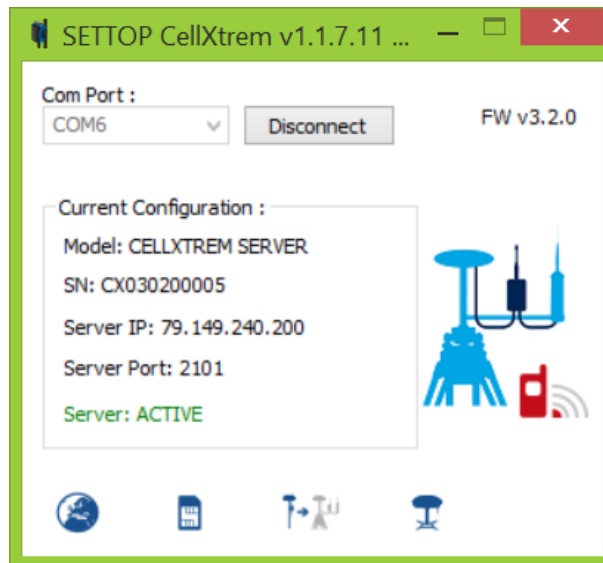 SETTOP CellXtrem v1.1.7.11 ...
Com Port :
COM6
Disconnect
FW v3.2.0
Current Configuration :
Model: CELLXTREM SERVER
SN: CX030200005
Server IP: 79.149.240.200
Server Port: 2101
Server: ACTIVE